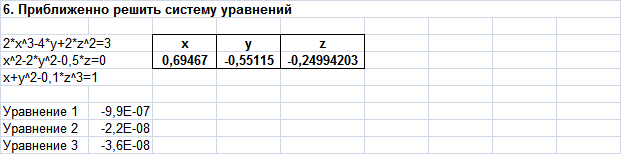 6. Приближенно решить систему уравнений
2*x^3-4*y+2*z^2=3 x y z
x^2-2*y^2-0,5*z=0 0,69467 -0,55115 -0,24994203
x+y^2-0,1*z^3=1
Уравнение 1 -9,9E-07
Уравнение 2 -2,2E-08
Уравнение 3 -3,6E-08